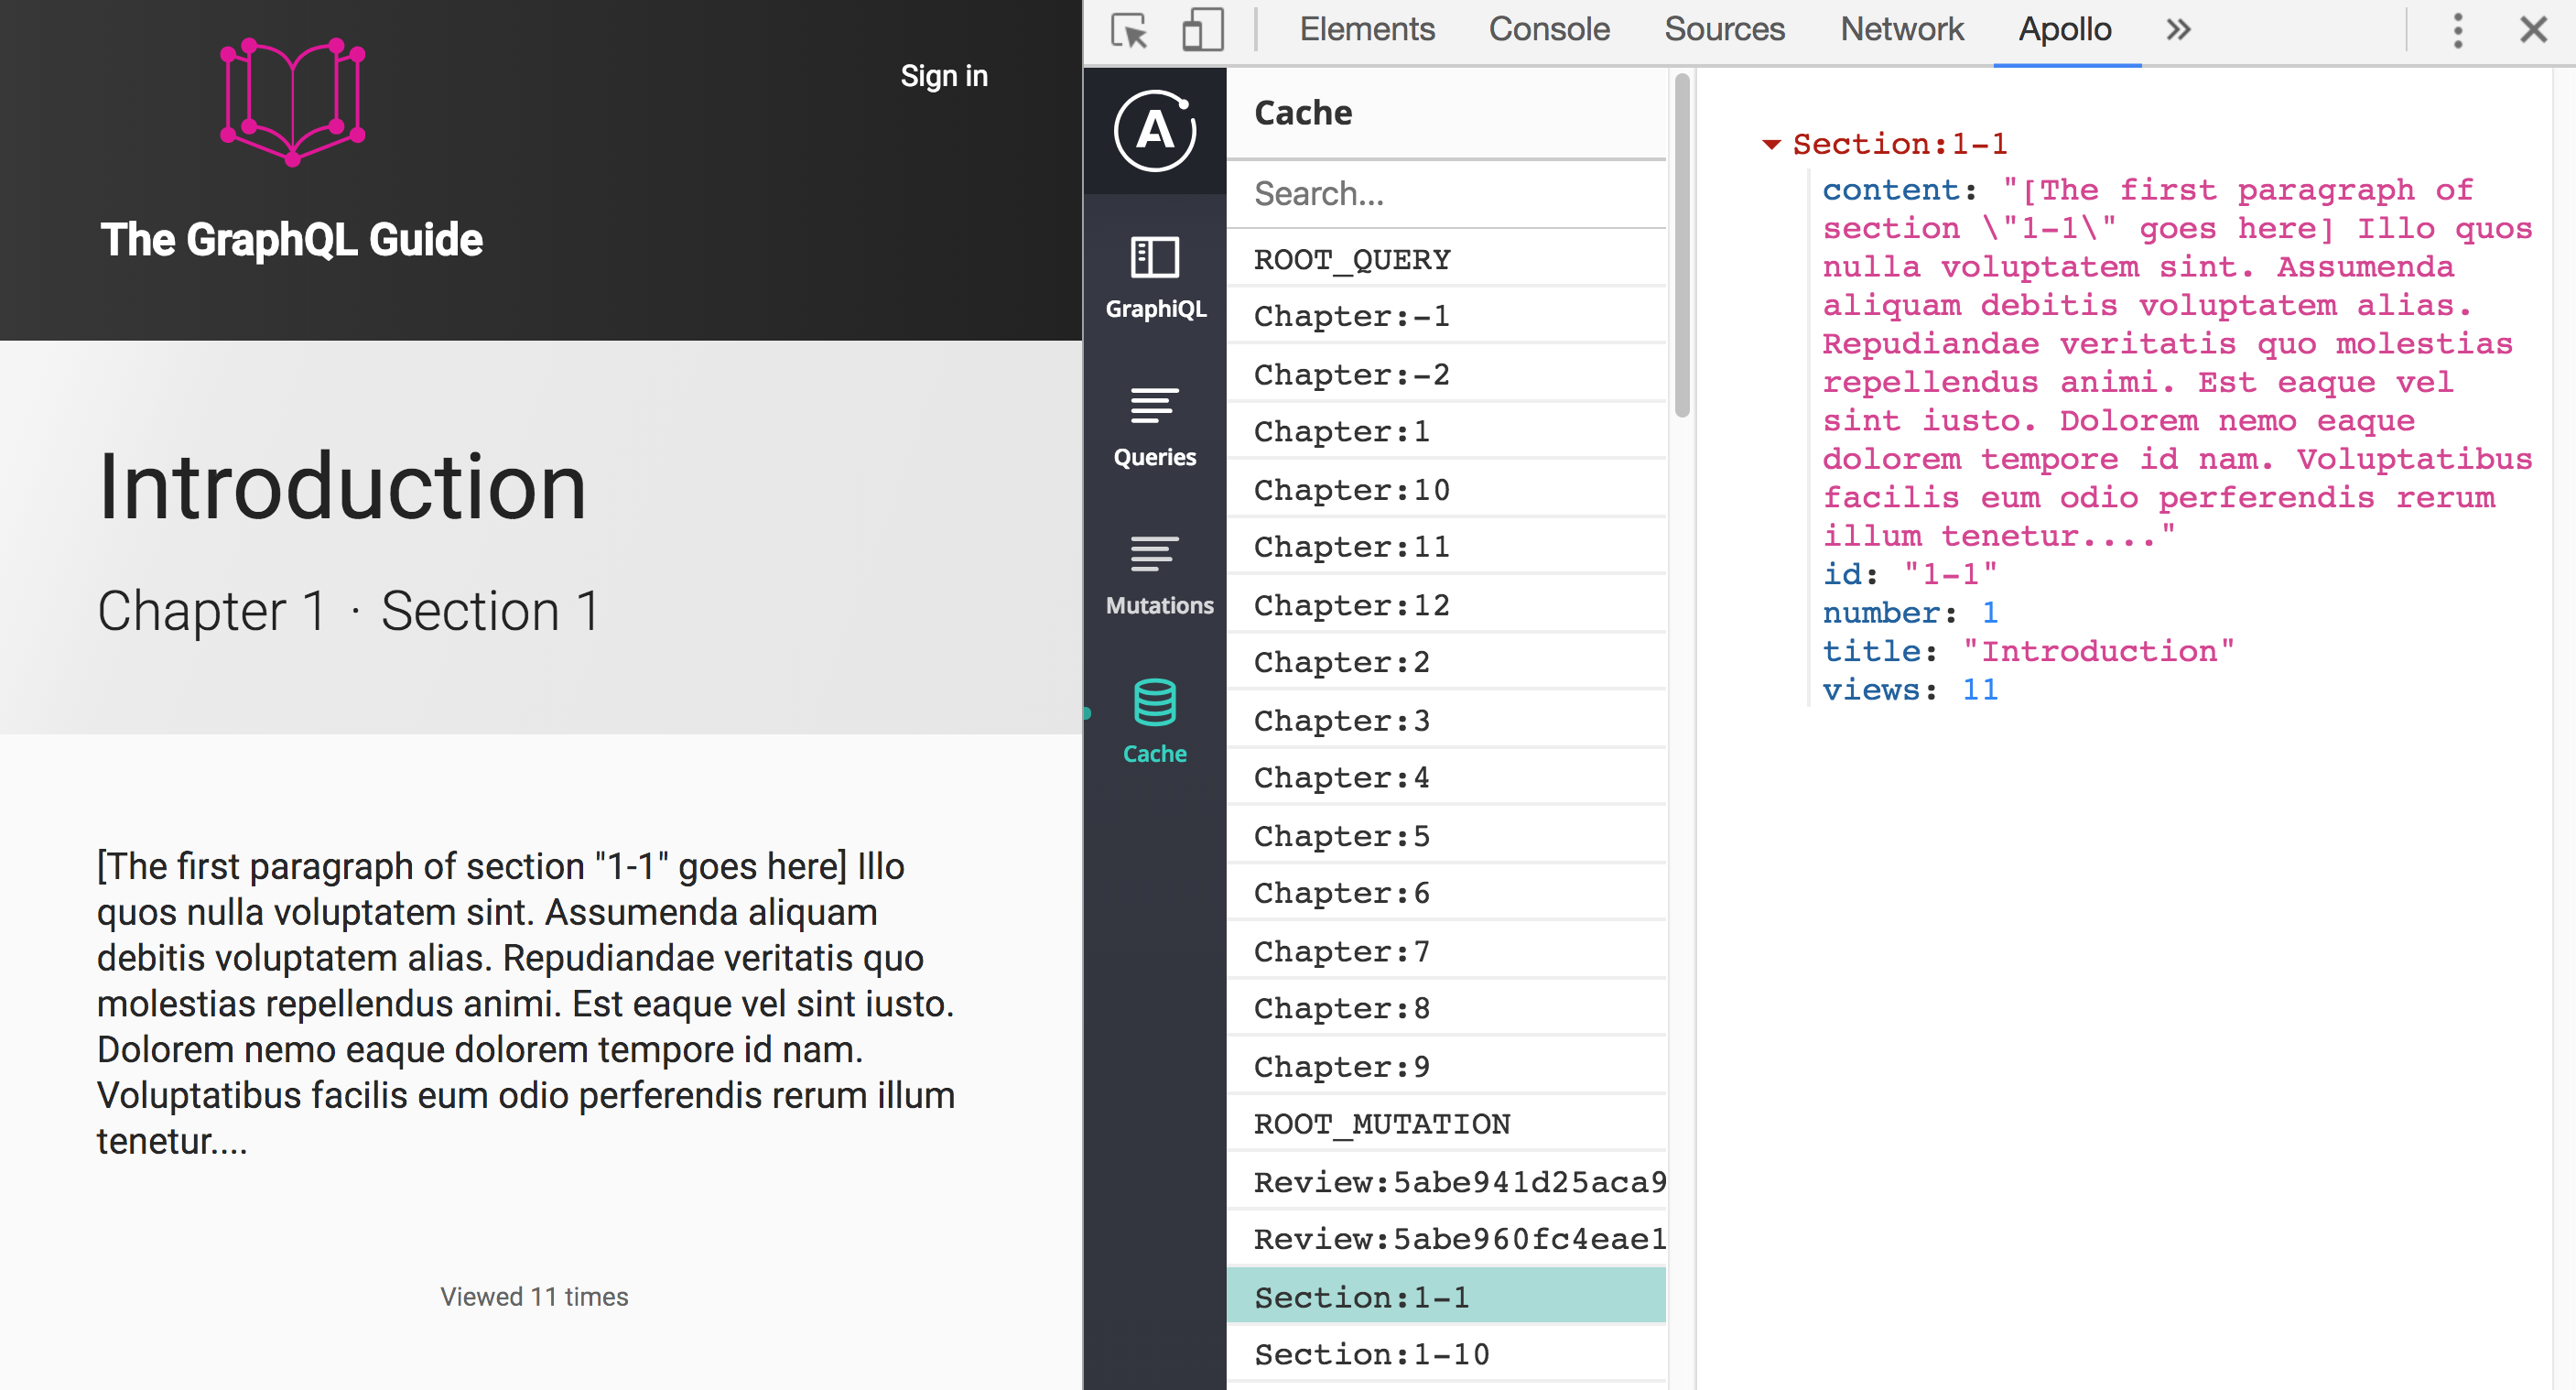 Sign in
The GraphQL Guide
Introduction
Chapter 1 · Section 1
[The first paragraph of section "1-1" goes here] Illo
quos nulla voluptatem sint. Assumenda aliquam
debitis voluptatem alias. Repudiandae veritatis quo
molestias repellendus animi. Est eaque vel sint iusto.
Dolorem nemo eaque dolorem tempore id nam.
Voluptatibus facilis eum odio perferendis rerum illum
tenetur....
Viewed 11 times
Elements Console Sources Network Apollo »
A
GraphiQL
Queries
Mutations
Cache
Cache
Search...
ROOT_QUERY
Chapter:-1
Chapter:-2
Chapter:1
Chapter:10
Chapter:11
Chapter:12
Chapter:2
Chapter:3
Chapter:4
Chapter:5
Chapter:6
Chapter:7
Chapter:8
Chapter:9
ROOT_MUTATION
Review:5abe941d25aca9
Review:5abe960fc4eae1
Section:1-1
Section:1-10
Section:1-1
content: "[The first paragraph of
section \"1-1\" goes here] Illo quos
nulla voluptatem sint. Assumenda
aliquam debitis voluptatem alias.
Repudiandae veritatis quo molestias
repellendus animi. Est eaque vel
sint iusto. Dolorem nemo eaque
dolorem tempore id nam. Voluptatibus
facilis eum odio perferendis rerum
illum tenetur...."
id: "1-1"
number: 1
title: "Introduction"
views: 11